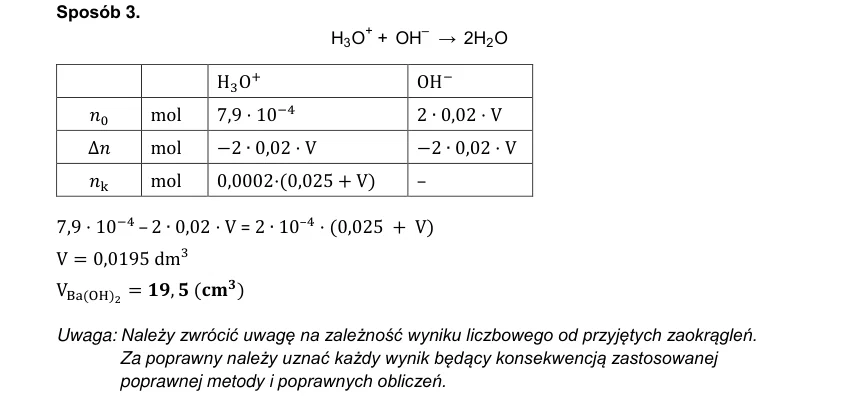 Sposób 3.
H₃O⁺ + OH⁻ → 2H₂O
H₃O⁺ OH⁻
n₀ mol 7,9 · 10⁻⁴ 2 · 0,02 · V
Δn mol −2 · 0,02 · V −2 · 0,02 · V
nₖ mol 0,0002·(0,025 + V) –
7,9 · 10⁻⁴ – 2 · 0,02 · V = 2 · 10⁻⁴ · (0,025 + V)
V = 0,0195 dm³
V_Ba(OH)₂ = 19,5 (cm³)
Uwaga: Należy zwrócić uwagę na zależność wyniku liczbowego od przyjętych zaokrągleń.
Za poprawny należy uznać każdy wynik będący konsekwencją zastosowanej
poprawnej metody i poprawnych obliczeń.